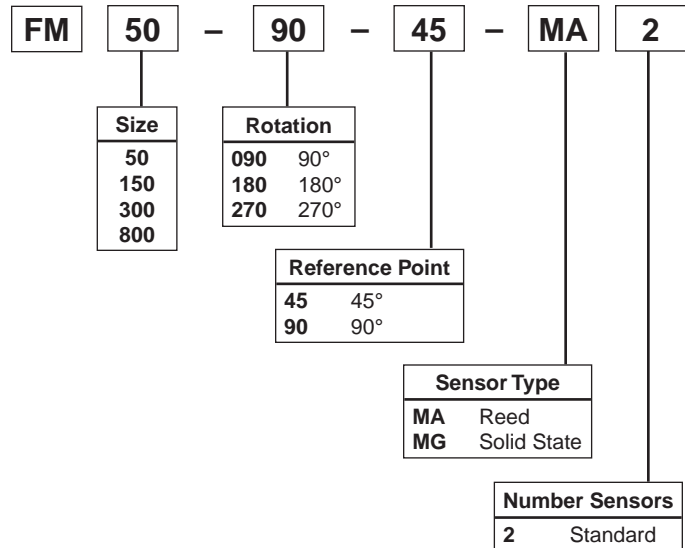 FM 50 – 90 – 45 – MA 2
Size
50
150
300
800
Rotation
090 90°
180 180°
270 270°
Reference Point
45 45°
90 90°
Sensor Type
MA Reed
MG Solid State
Number Sensors
2 Standard